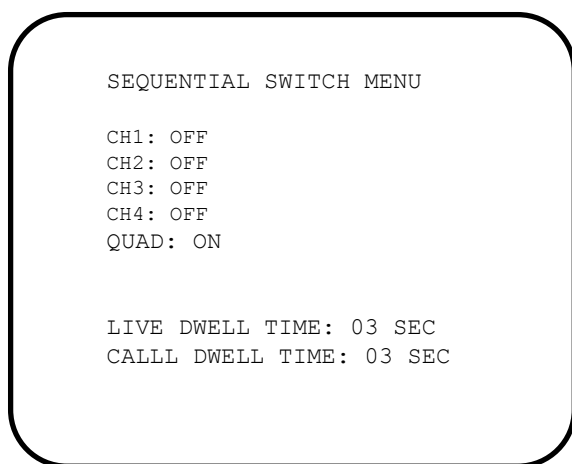 SEQUENTIAL SWITCH MENU
CH1: OFF
CH2: OFF
CH3: OFF
CH4: OFF
QUAD: ON
LIVE DWELL TIME: 03 SEC
CALLL DWELL TIME: 03 SEC